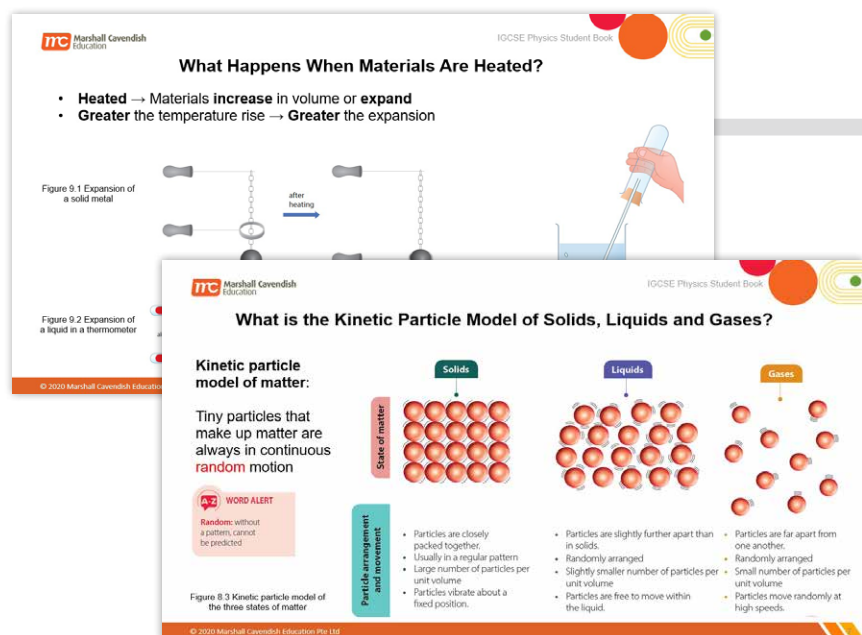 mc Marshall Cavendish
Education
IGCSE Physics Student Book
What Happens When Materials Are Heated?
• Heated → Materials increase in volume or expand
• Greater the temperature rise → Greater the expansion
Figure 9.1 Expansion of
a solid metal
after
heating
Figure 9.2 Expansion of
a liquid in a thermometer
© 2020 Marshall Cavendish Education
mc Marshall Cavendish
Education
IGCSE Physics Student Book
What is the Kinetic Particle Model of Solids, Liquids and Gases?
Kinetic particle
model of matter:
Tiny particles that
make up matter are
always in continuous
random motion
A-Z WORD ALERT
Random: without
a pattern, cannot
be predicted
Figure 8.3 Kinetic particle model of
the three states of matter
State of matter
Particle arrangement
and movement
Solids
• Particles are closely
packed together.
• Usually in a regular pattern
• Large number of particles per
unit volume
• Particles vibrate about a
fixed position.
Liquids
• Particles are slightly further apart than
in solids.
• Randomly arranged
• Slightly smaller number of particles per
unit volume
• Particles are free to move within
the liquid.
Gases
• Particles are far apart from
one another.
• Randomly arranged
• Small number of particles per
unit volume
• Particles move randomly at
high speeds.
© 2020 Marshall Cavendish Education Pte Ltd